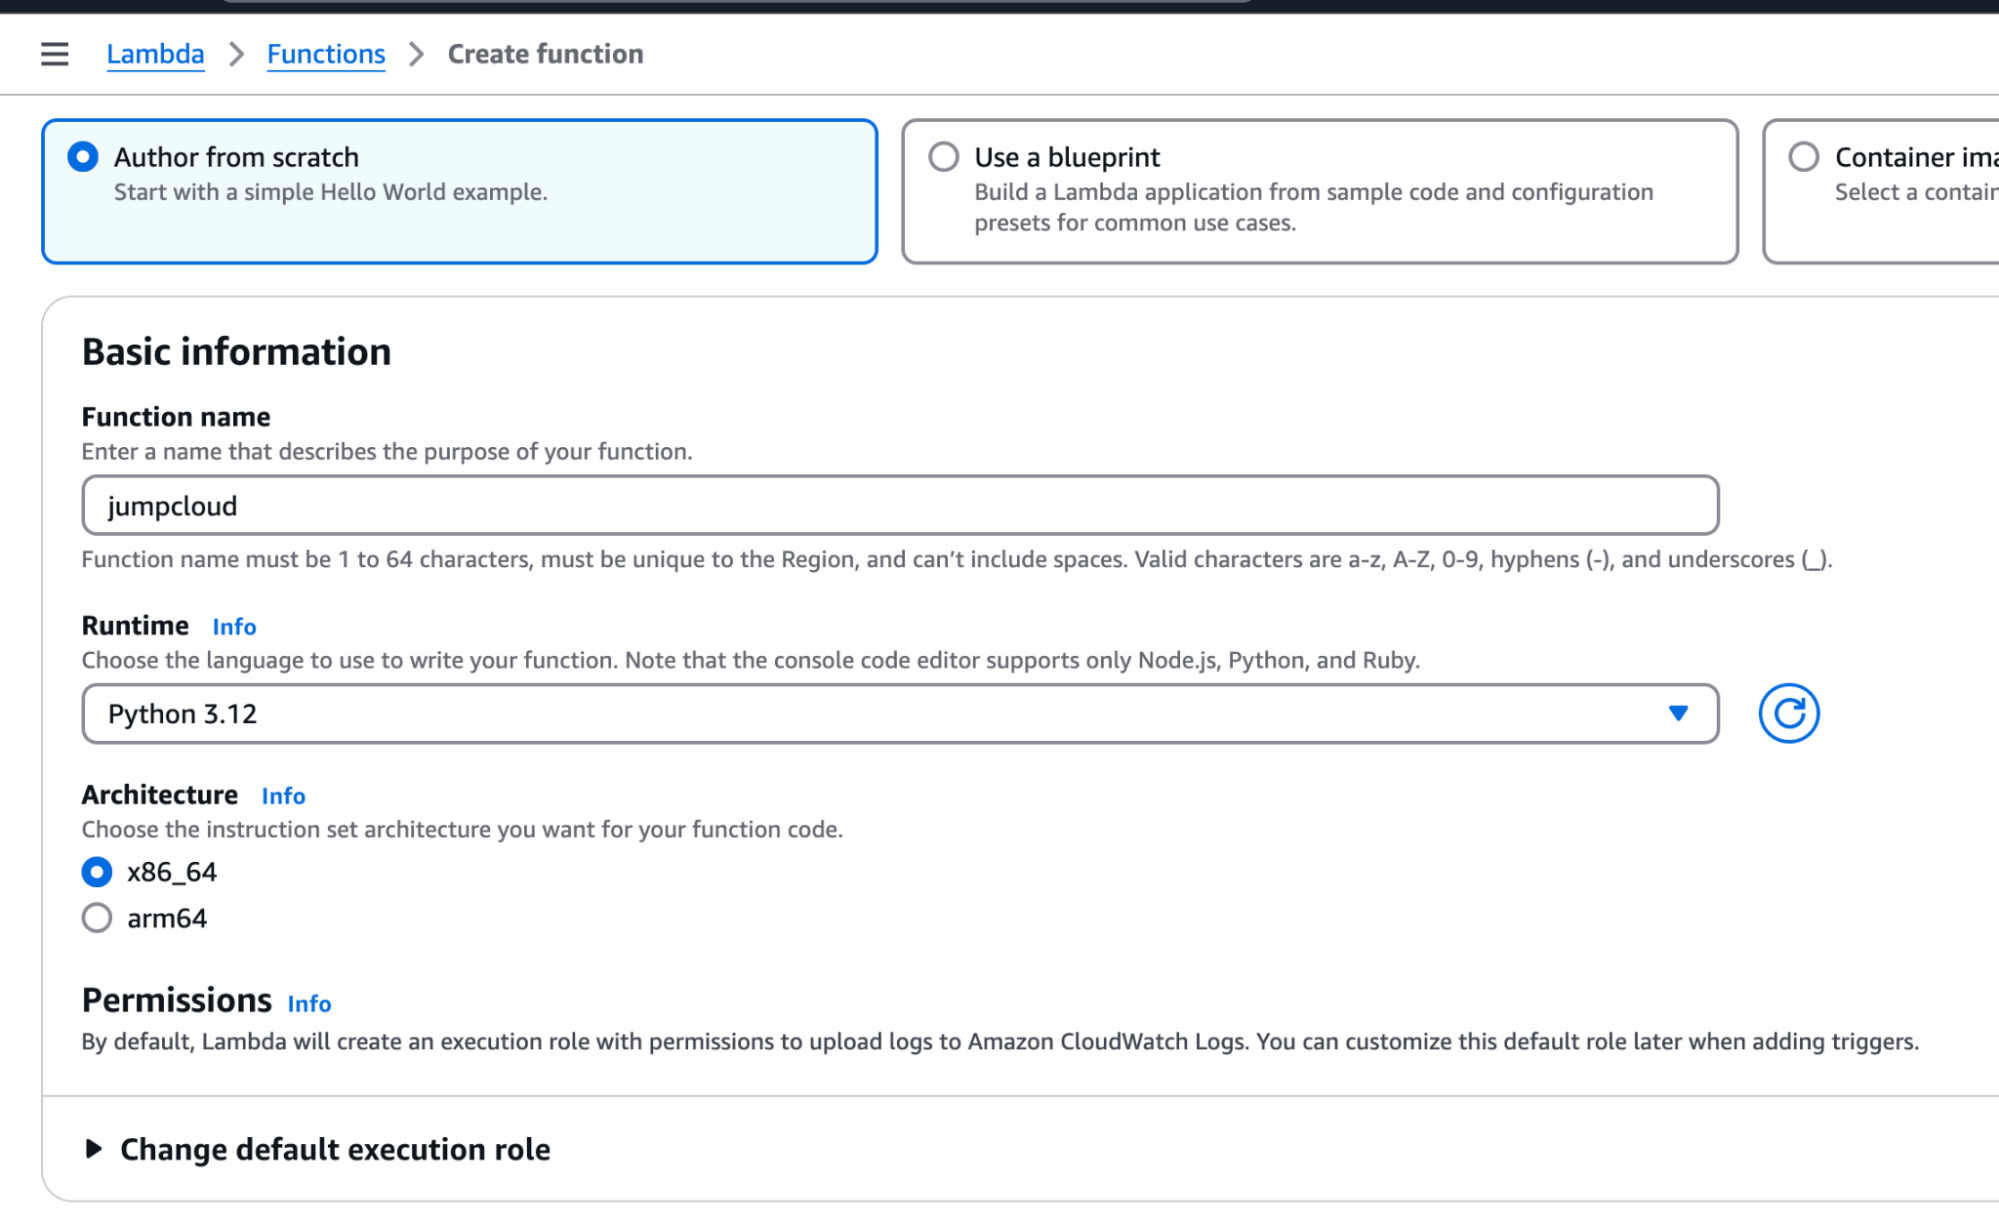 Lambda > Functions > Create function
Author from scratch
Start with a simple Hello World example.
Use a blueprint
Build a Lambda application from sample code and configuration
presets for common use cases.
Container
Select a
Basic information
Function name
Enter a name that describes the purpose of your function.
jumpcloud
Function name must be 1 to 64 characters, must be unique to the Region, and can’t include spaces. Valid characters are a-z, A-Z, 0-9, hyphens (-), and underscores (_).
Runtime Info
Choose the language to use to write your function. Note that the console code editor supports only Node.js, Python, and Ruby.
Python 3.12
Architecture Info
Choose the instruction set architecture you want for your function code.
x86_64
arm64
Permissions Info
By default, Lambda will create an execution role with permissions to upload logs to Amazon CloudWatch Logs. You can customize this default role later when adding triggers.
Change default execution role